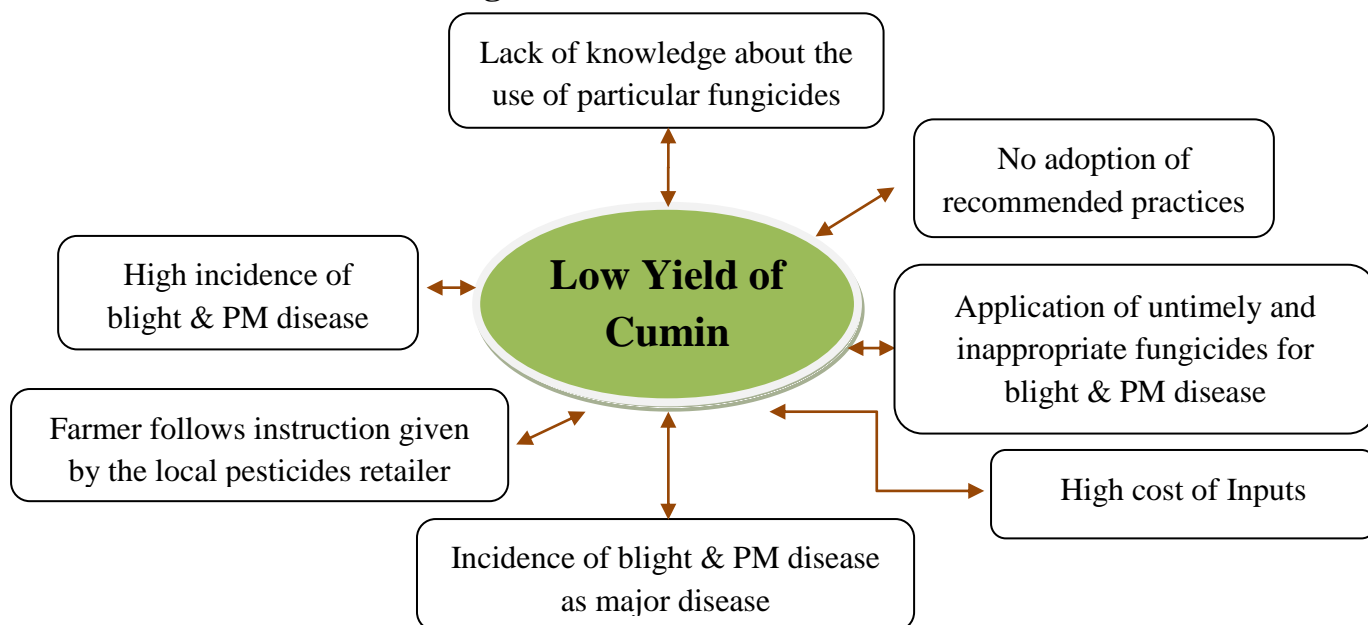 Lack of knowledge about the
use of particular fungicides
No adoption of
recommended practices
High incidence of
blight & PM disease
Low Yield of
Cumin
Application of untimely and
inappropriate fungicides for
blight & PM disease
Farmer follows instruction given
by the local pesticides retailer
High cost of Inputs
Incidence of blight & PM disease
as major disease